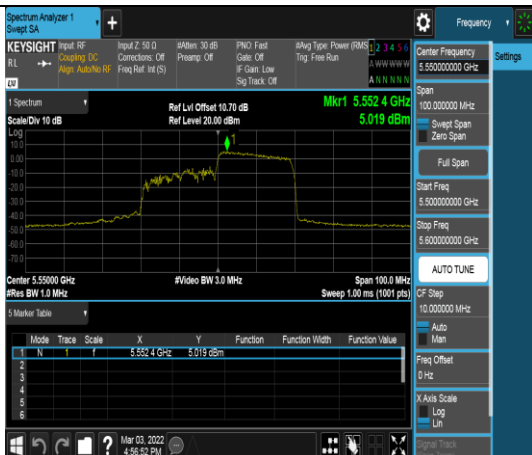 Spectrum Analyzer 1
Swept SA
Frequency
KEYSIGHT
RL
Input: RF
Coupling: DC
Align: Auto/No RF
Input Z: 50 Ω
Corrections: Off
Freq Ref: Int (S)
#Atten: 30 dB
Preamp: Off
PNO: Fast
Gate: Off
IF Gain: Low
Sig Track: Off
#Avg Type: Power (RMS
Trig: Free Run
1 2 3 4 5 6
A W W W W W
A N N N N N
1 Spectrum
Scale/Div 10 dB
Ref Lvl Offset 10.70 dB
Ref Level 20.00 dBm
Mkr1 5.552 4 GHz
5.019 dBm
Log
10.0
0.00
-10.0
-20.0
-30.0
-40.0
-50.0
-60.0
-70.0
1
Center 5.55000 GHz
#Res BW 1.0 MHz
#Video BW 3.0 MHz
Span 100.0 MHz
Sweep 1.00 ms (1001 pts)
5 Marker Table
Mode Trace Scale X Y Function Function Width Function Value
1 N 1 f 5.552 4 GHz 5.019 dBm
2
3
4
5
6
Mar 03, 2022
4:56:52 PM
Center Frequency
5.550000000 GHz
Settings
Span
100.000000 MHz
Swept Span
Zero Span
Full Span
Start Freq
5.500000000 GHz
Stop Freq
5.600000000 GHz
AUTO TUNE
CF Step
10.000000 MHz
Auto
Man
Freq Offset
0 Hz
X Axis Scale
Log
Lin
Signal Track